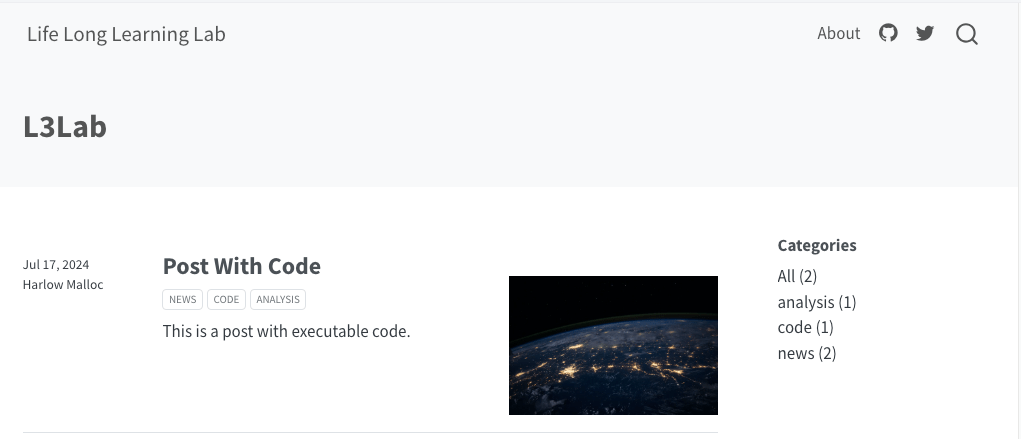 Life Long Learning Lab
About
L3Lab
Jul 17, 2024
Harlow Malloc
Post With Code
NEWS CODE ANALYSIS
This is a post with executable code.
Categories
All (2)
analysis (1)
code (1)
news (2)